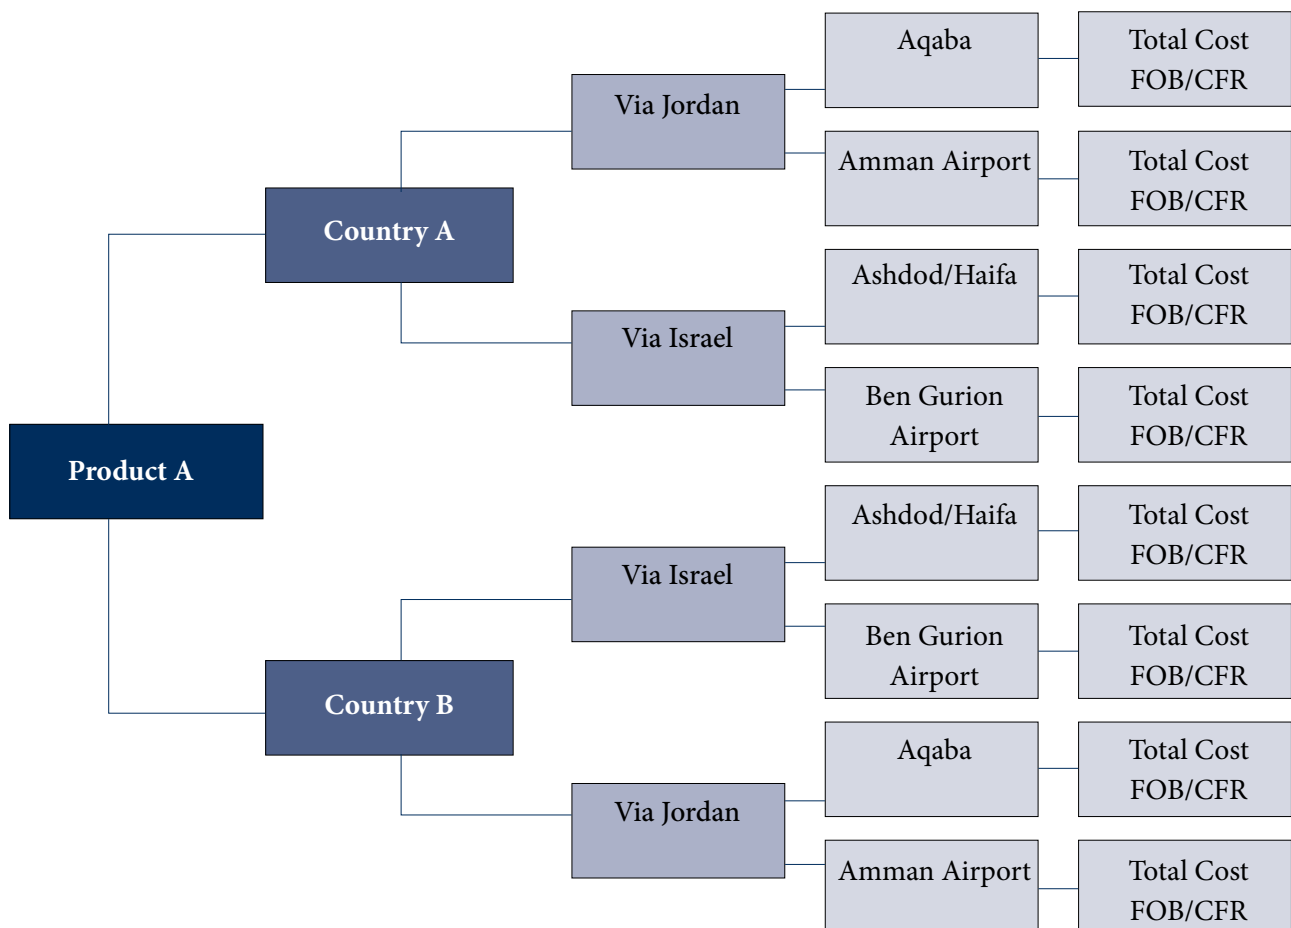 Aqaba
Total Cost
FOB/CFR
Via Jordan
Amman Airport
Total Cost
FOB/CFR
Country A
Ashdod/Haifa
Total Cost
FOB/CFR
Via Israel
Ben Gurion
Airport
Total Cost
FOB/CFR
Product A
Ashdod/Haifa
Total Cost
FOB/CFR
Via Israel
Ben Gurion
Airport
Total Cost
FOB/CFR
Country B
Aqaba
Total Cost
FOB/CFR
Via Jordan
Amman Airport
Total Cost
FOB/CFR